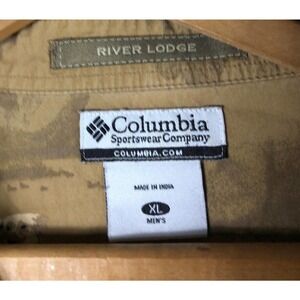 RIVER LODGE
Columbia
Sportswear Company
COLUMBIA.COM
MADE IN INDIA
XL
MEN'S